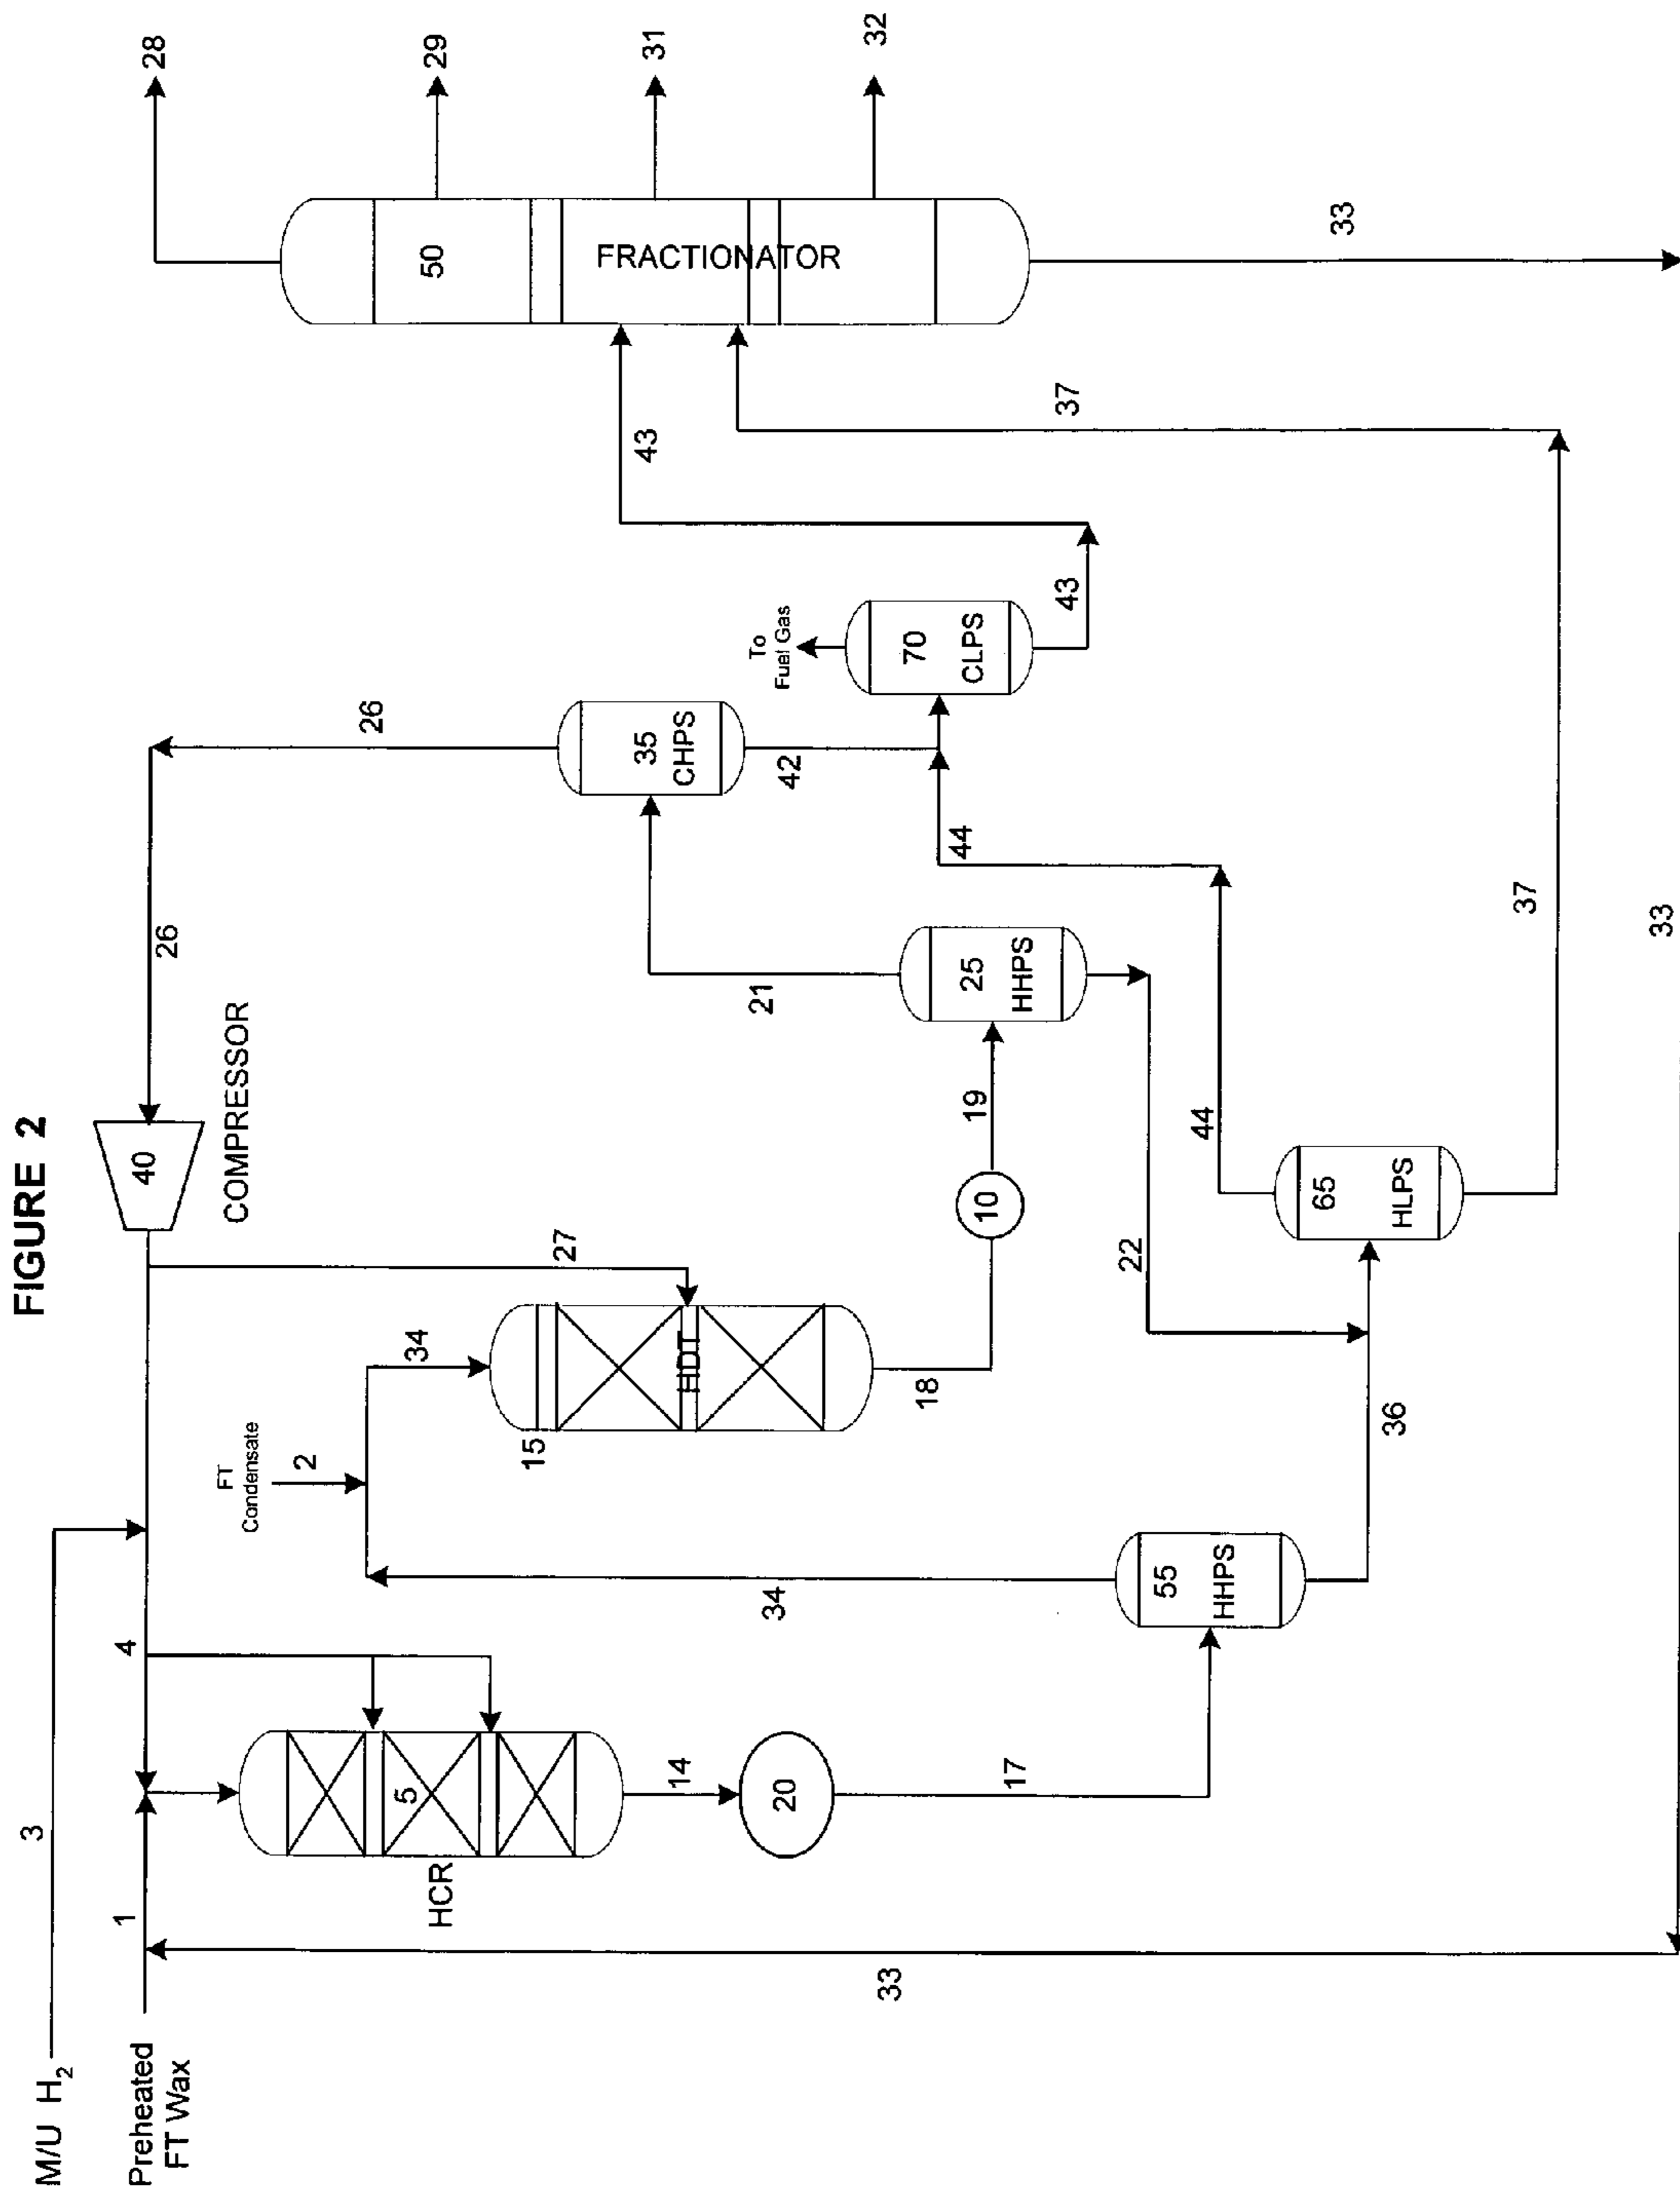 FIGURE 2
M/U H₂
3
Preheated
FT Wax
1
33
4
HCR
5
14
20
17
FT
Condensate
2
34
34
15
HDT
27
18
10
19
40
COMPRESSOR
26
26
55
HHPS
36
22
25
HHPS
21
35
CHPS
42
44
44
65
HLPS
37
37
To
Fuel Gas
70
CLPS
43
43
50
FRACTIONATOR
28
29
31
32
33
33